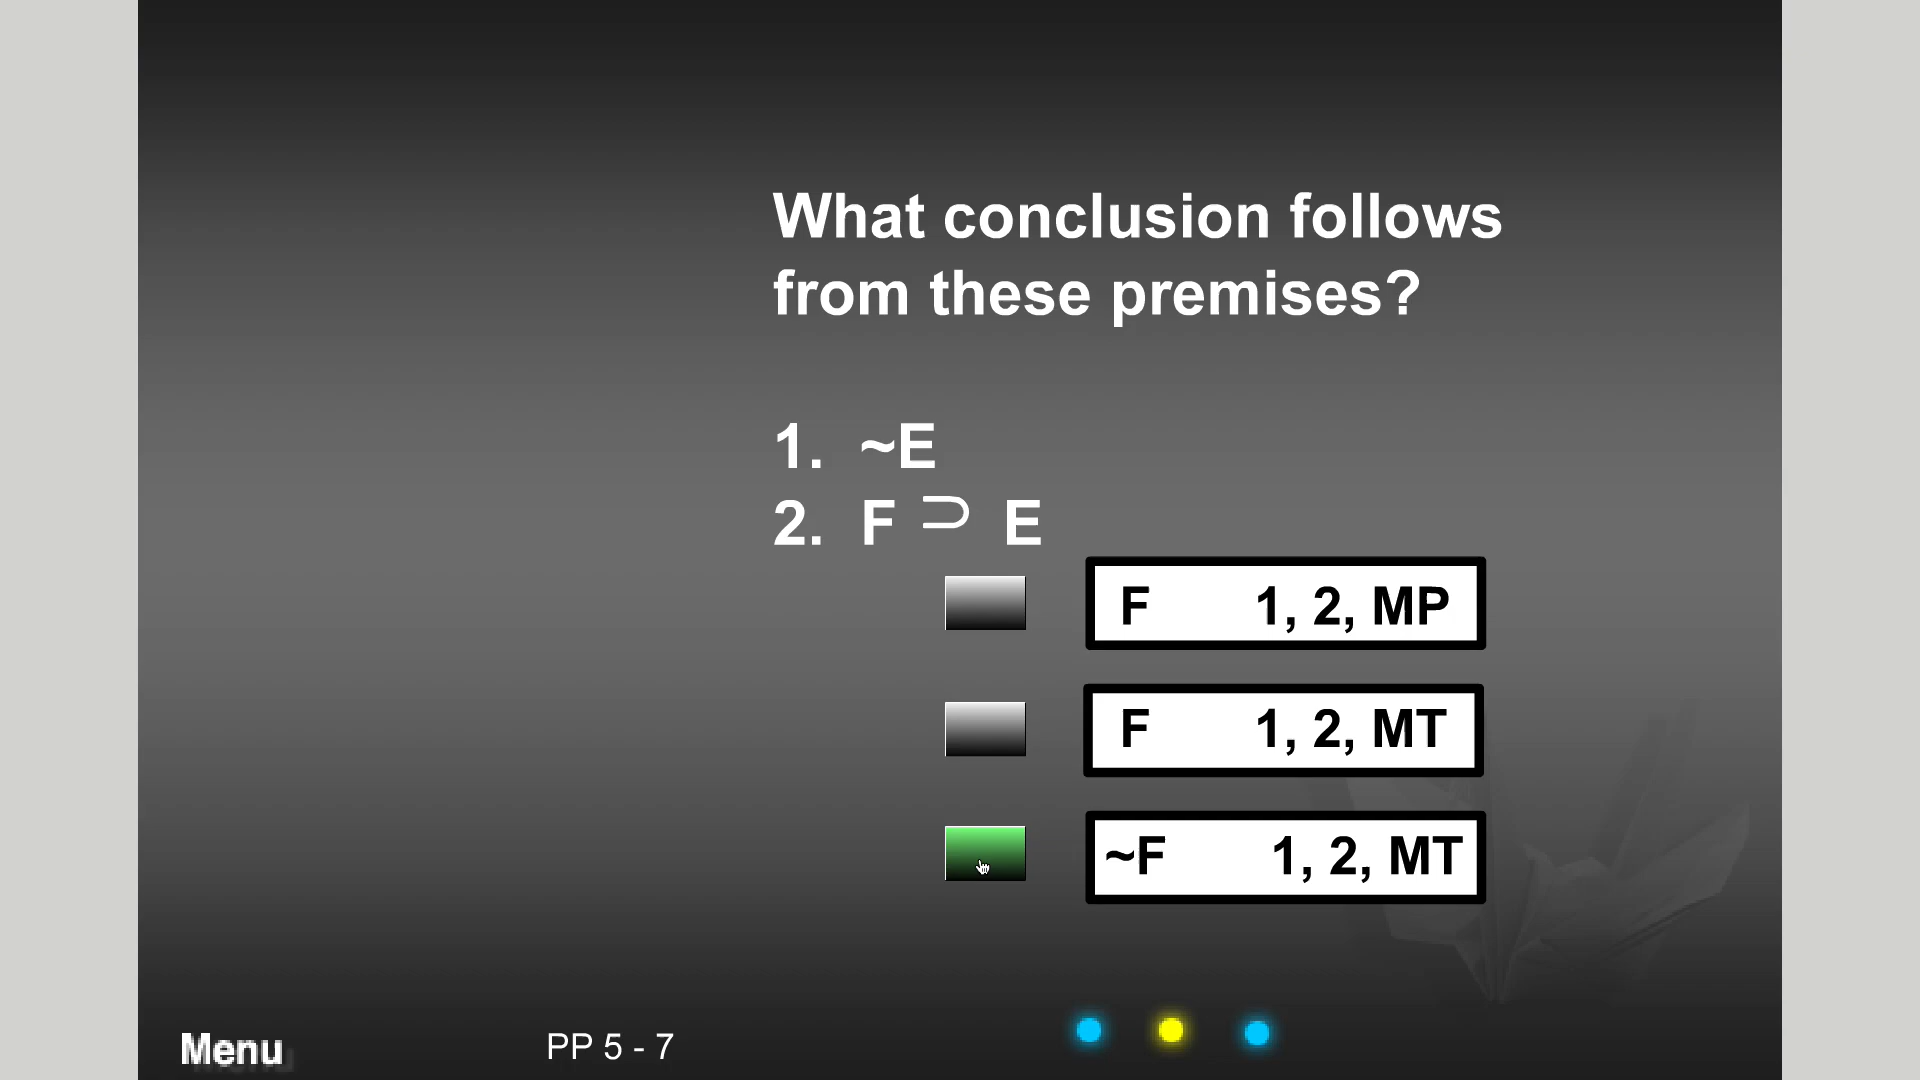 What conclusion follows
from these premises?
1. ~E
2. F ⊃ E
F 1, 2, MP
F 1, 2, MT
~F 1, 2, MT
Menu PP 5 - 7